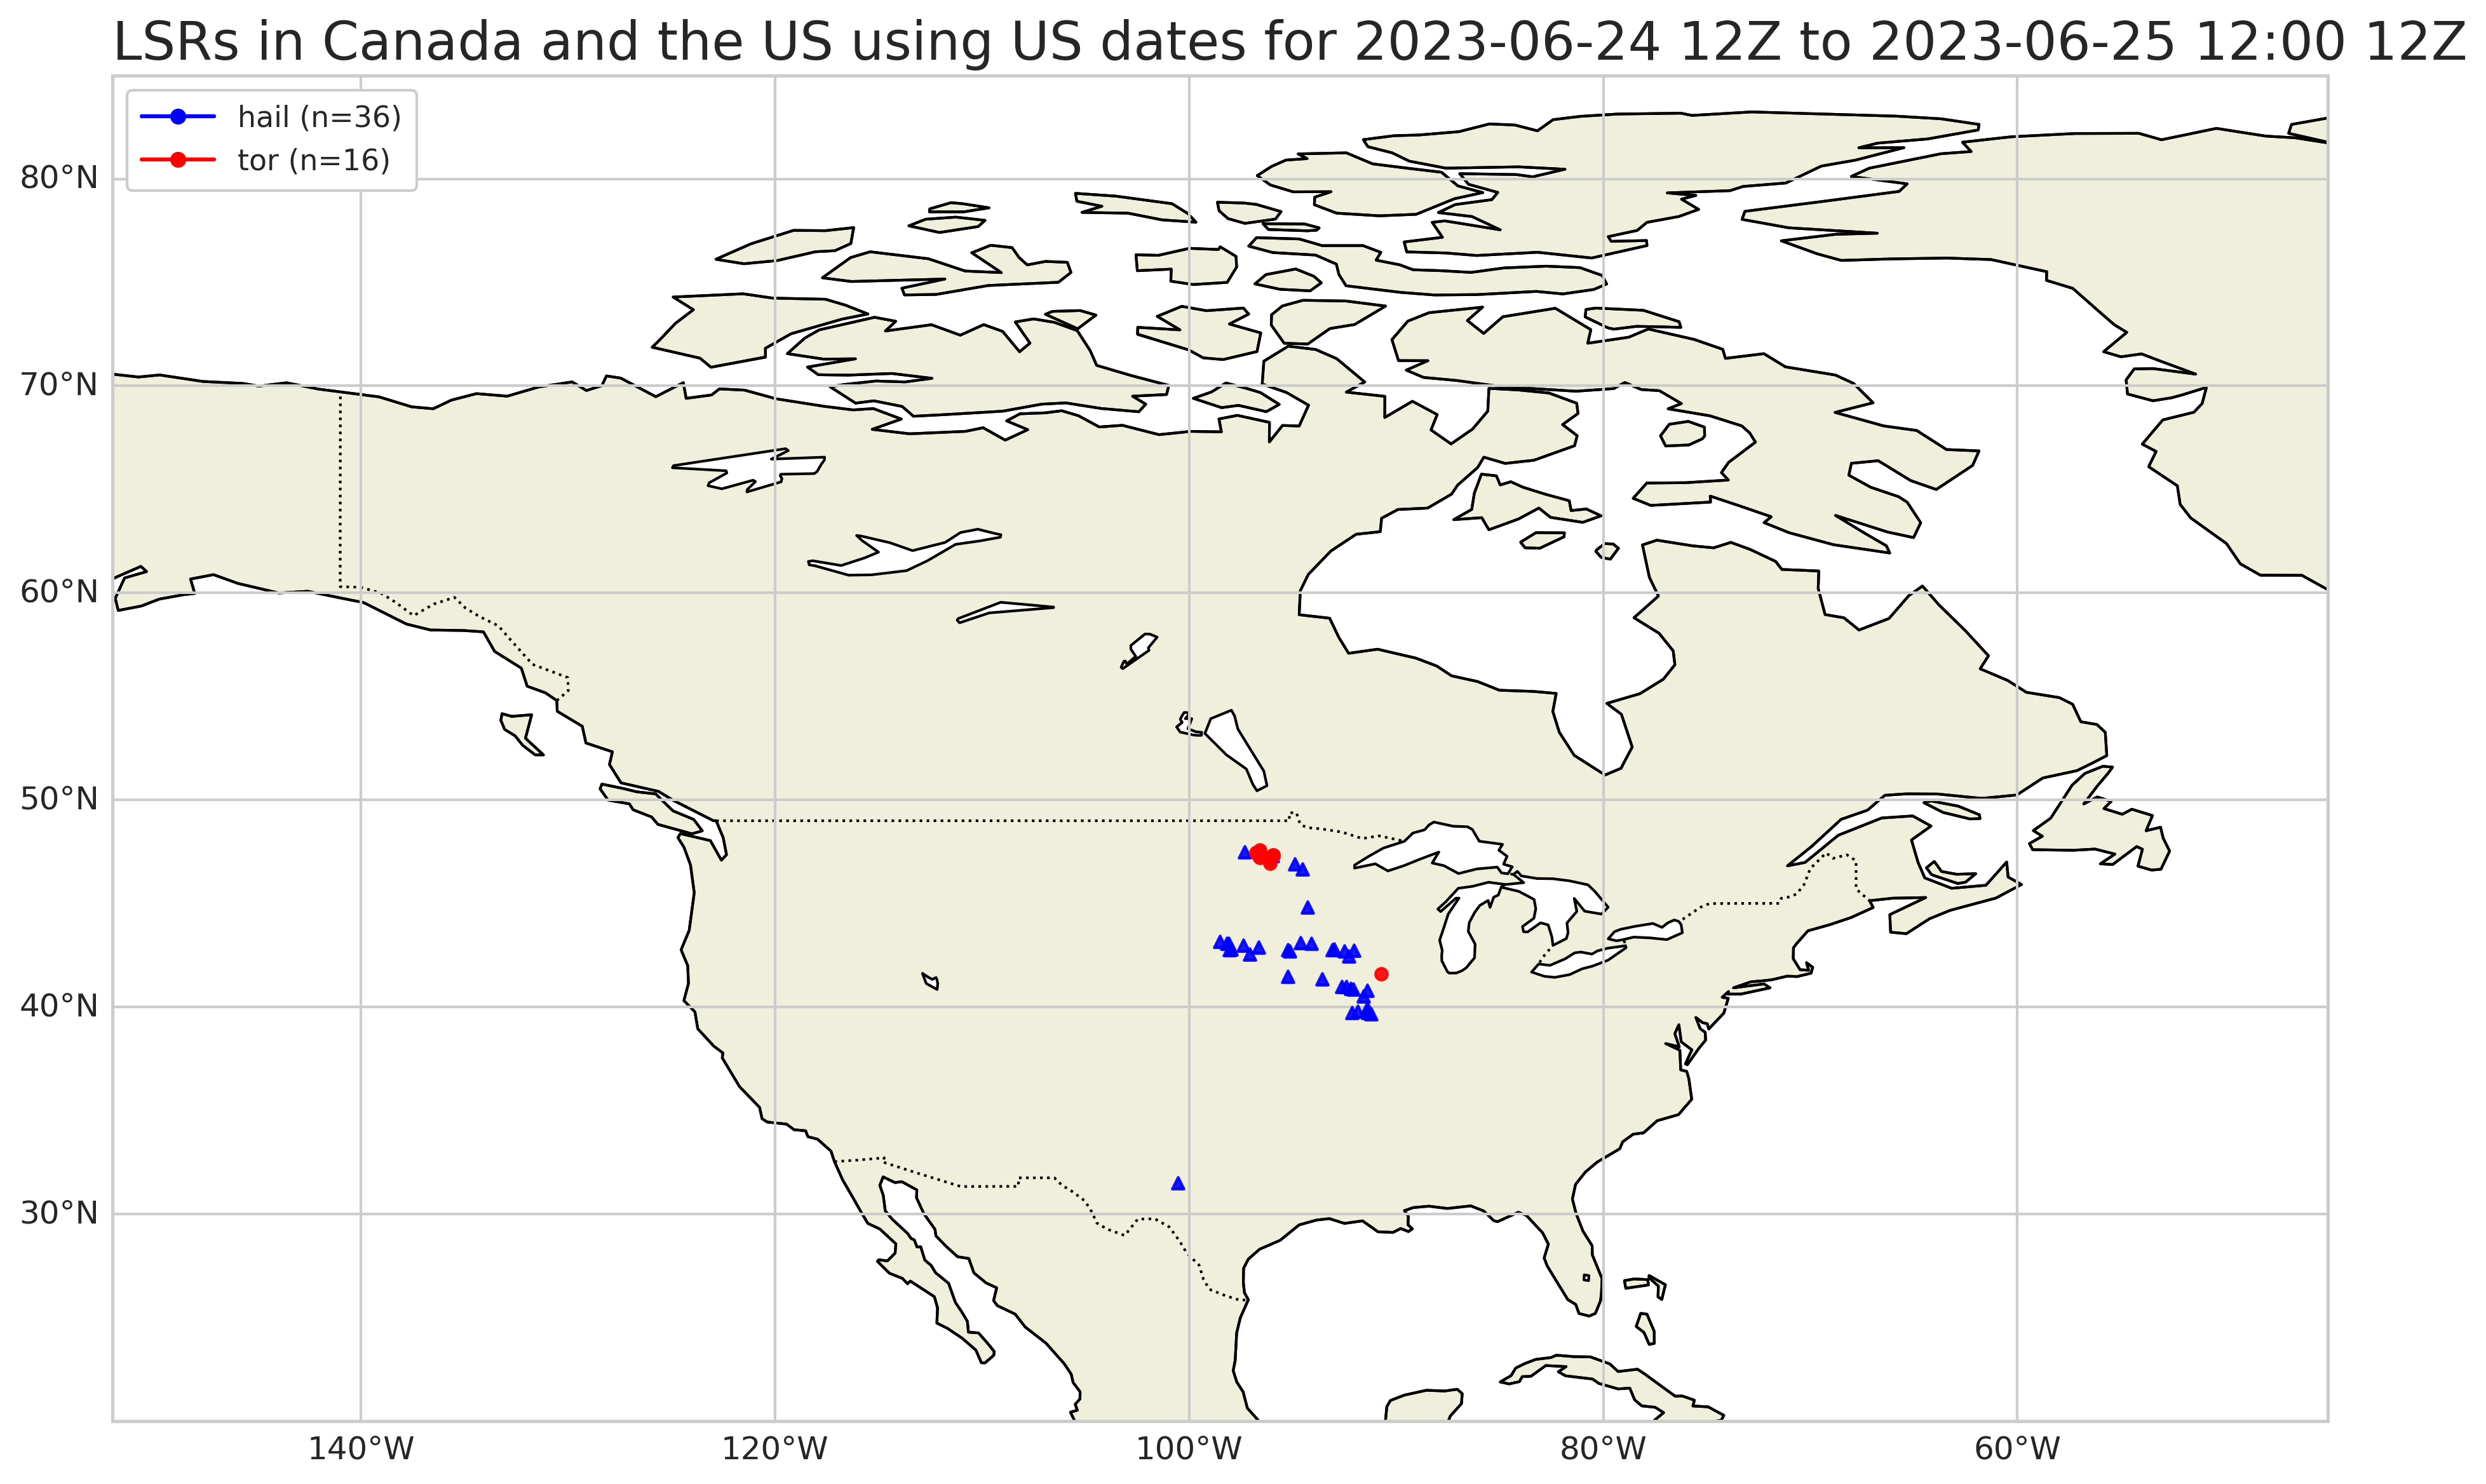 LSRs in Canada and the US using US dates for 2023-06-24 12Z to 2023-06-25 12:00 12Z
hail (n=36)
tor (n=16)
80°N
70°N
60°N
50°N
40°N
30°N
140°W 120°W 100°W 80°W 60°W